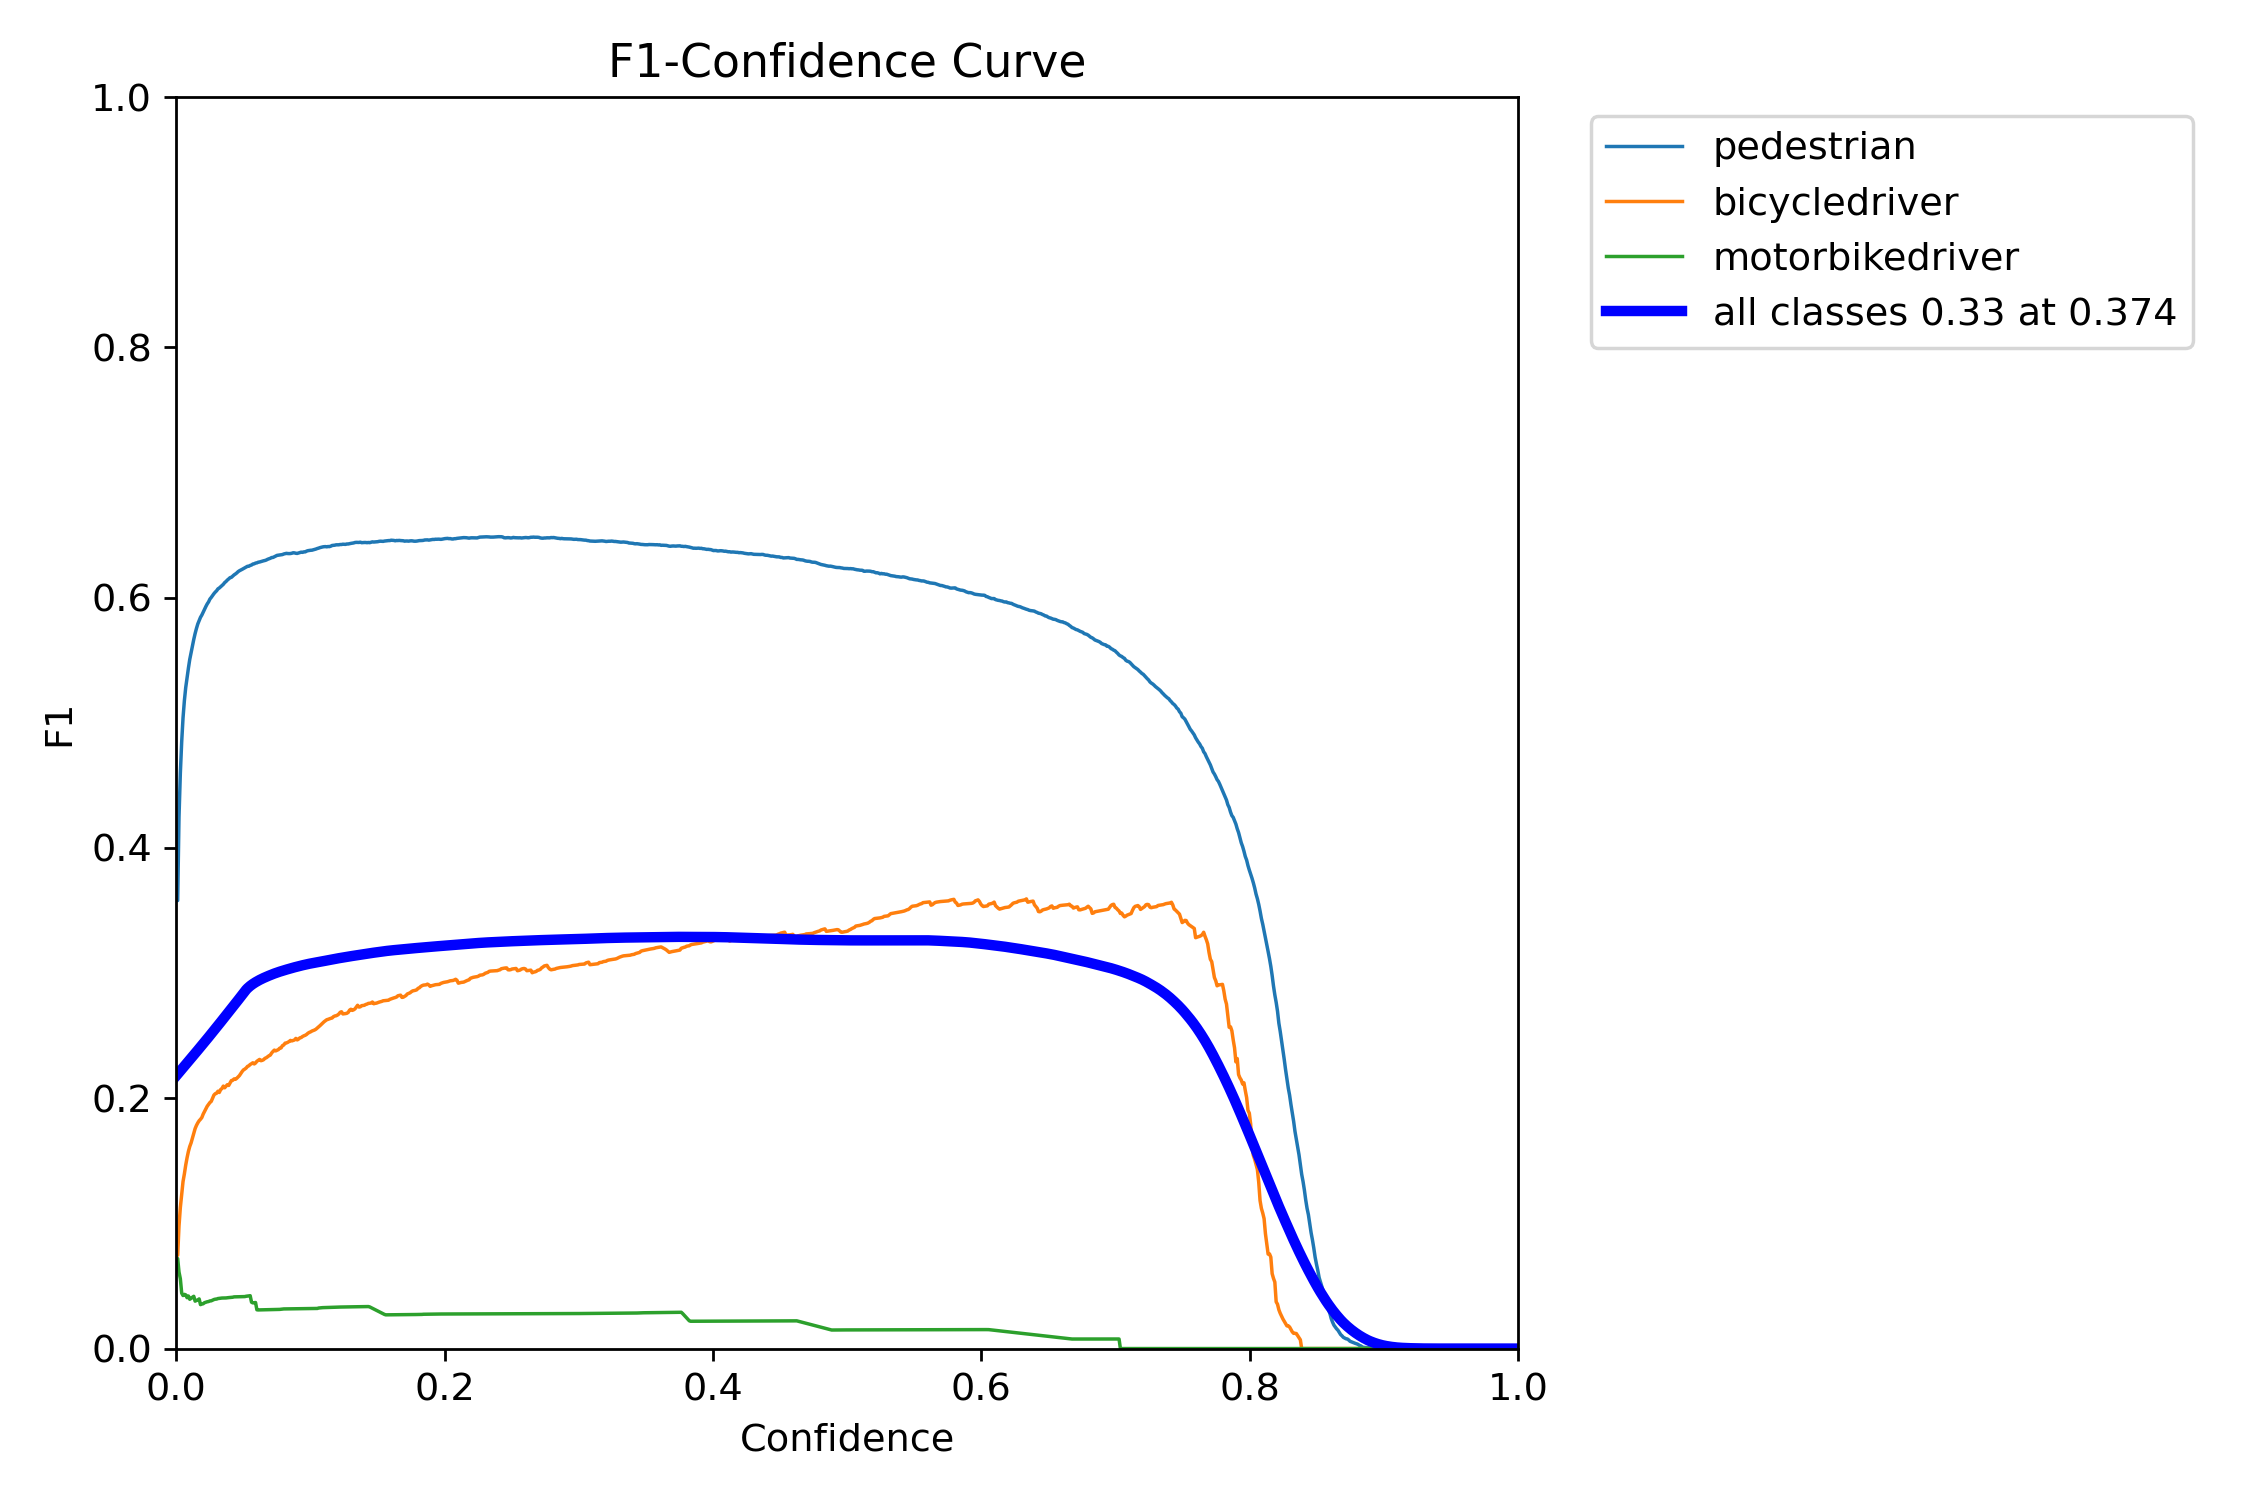 F1-Confidence Curve
1.0
0.8
0.6
0.4
0.2
0.0
F1
0.0 0.2 0.4 0.6 0.8 1.0
Confidence
pedestrian
bicycledriver
motorbikedriver
all classes 0.33 at 0.374